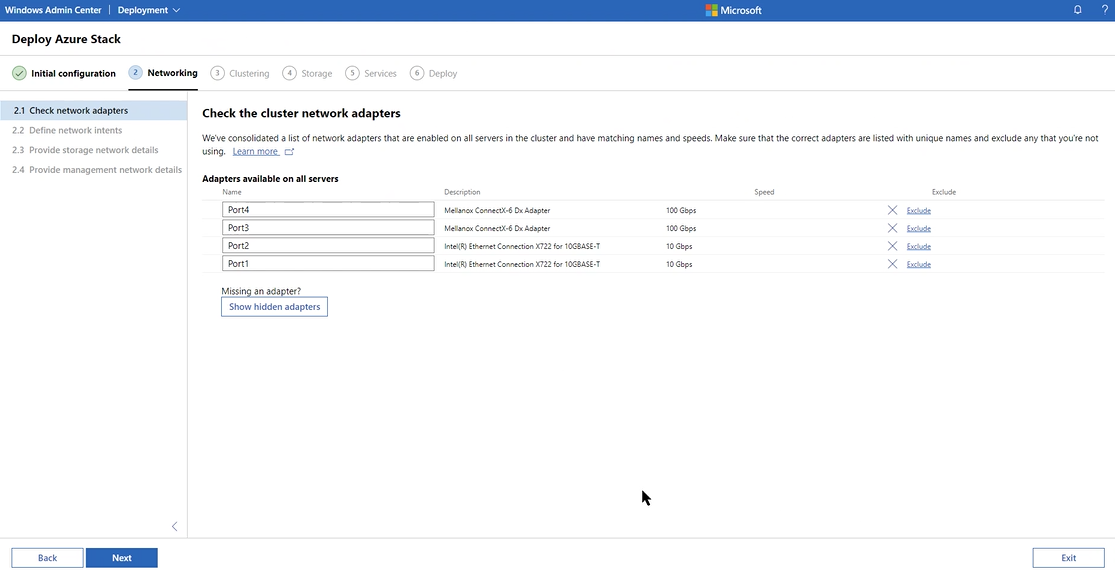 Windows Admin Center | Deployment
Microsoft
?
Deploy Azure Stack
Initial configuration
2 Networking
3 Clustering
4 Storage
5 Services
6 Deploy
2.1 Check network adapters
2.2 Define network intents
2.3 Provide storage network details
2.4 Provide management network details
Check the cluster network adapters
We've consolidated a list of network adapters that are enabled on all servers in the cluster and have matching names and speeds. Make sure that the correct adapters are listed with unique names and exclude any that you're not
using. Learn more
Adapters available on all servers
Name Description Speed Exclude
Port4 Mellanox ConnectX-6 Dx Adapter 100 Gbps Exclude
Port3 Mellanox ConnectX-6 Dx Adapter 100 Gbps Exclude
Port2 Intel(R) Ethernet Connection X722 for 10GBASE-T 10 Gbps Exclude
Port1 Intel(R) Ethernet Connection X722 for 10GBASE-T 10 Gbps Exclude
Missing an adapter?
Show hidden adapters
Back Next Exit